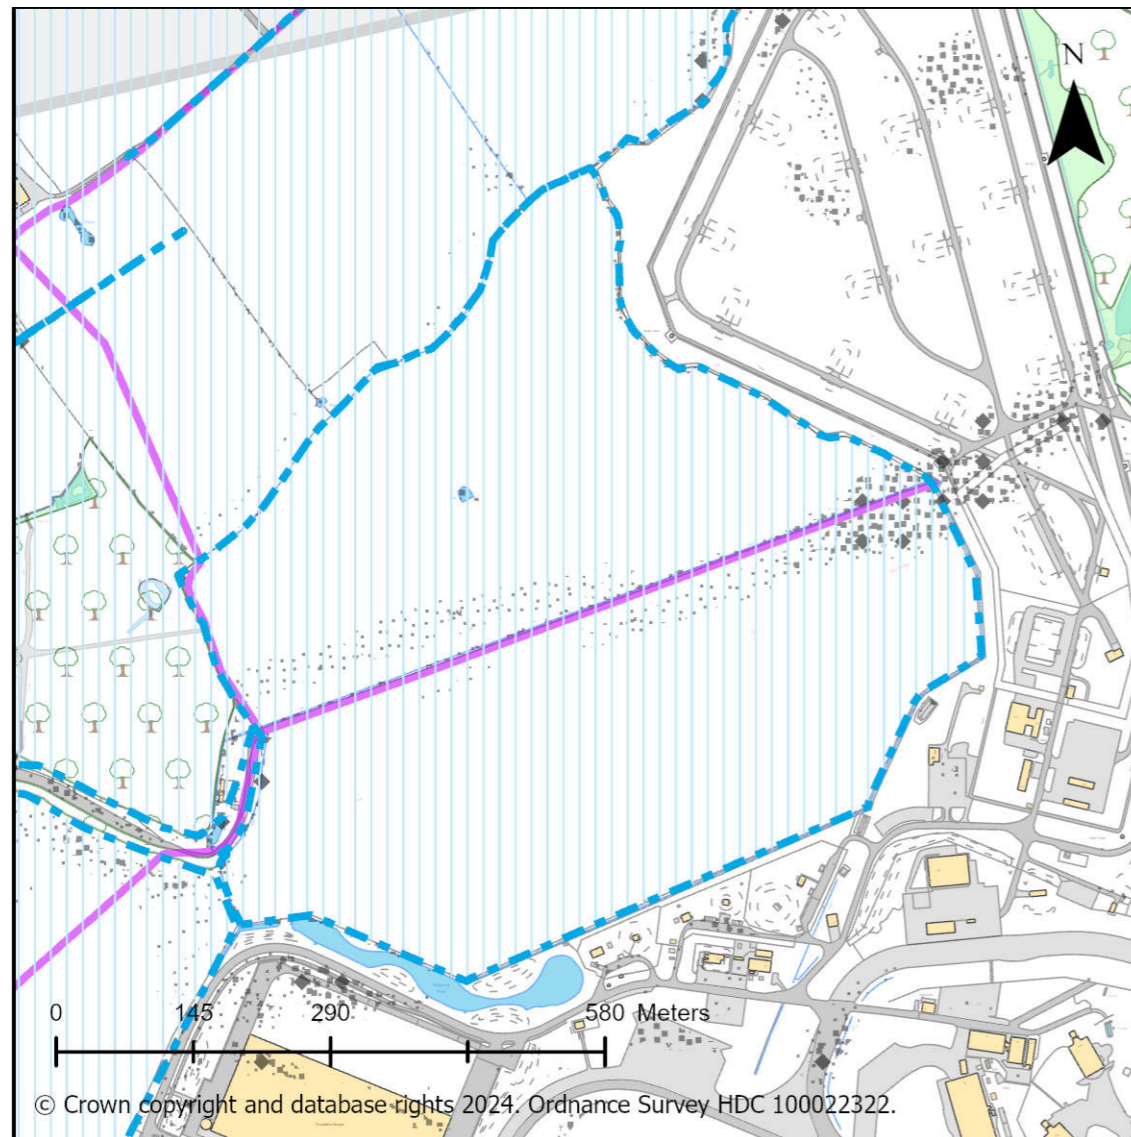 N
0 145 290 580 Meters
© Crown copyright and database rights 2024. Ordnance Survey HDC 100022322.